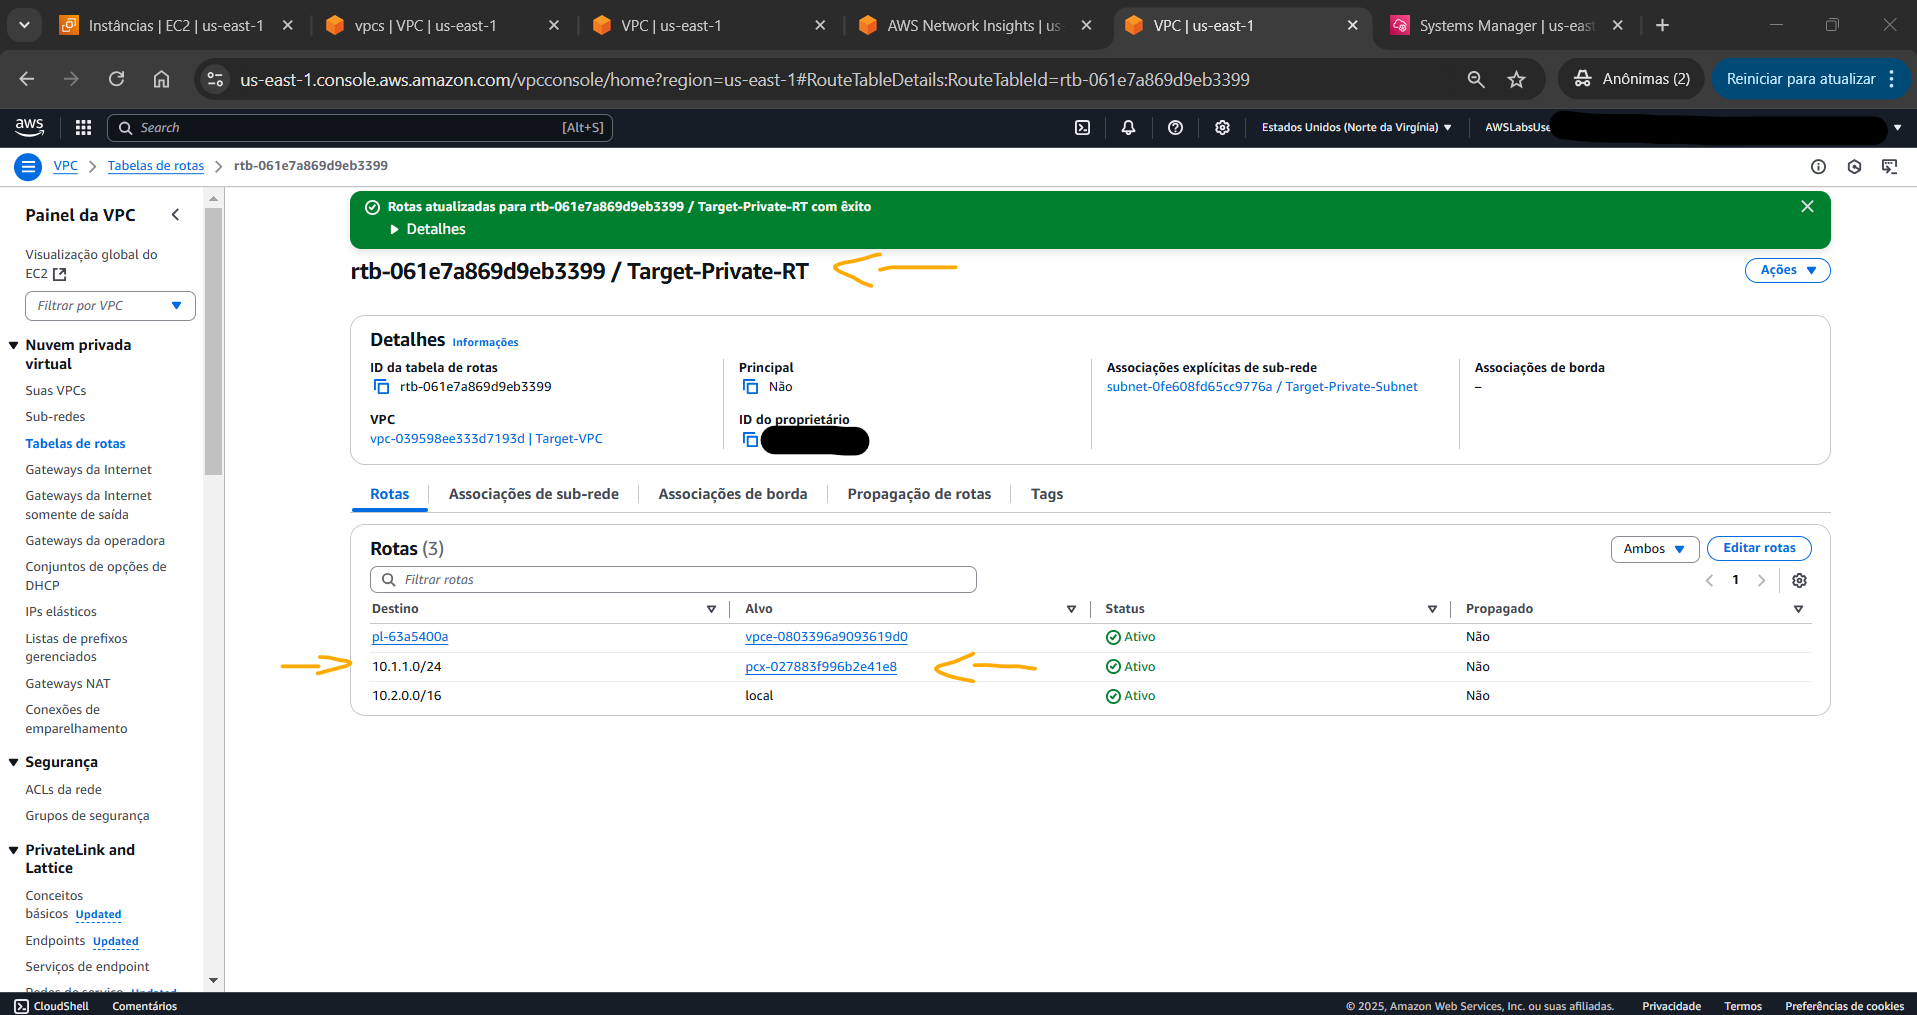 Instâncias | EC2 | us-east-1
vpcs | VPC | us-east-1
VPC | us-east-1
AWS Network Insights | us-
VPC | us-east-1
Systems Manager | us-east
us-east-1.console.aws.amazon.com/vpcconsole/home?region=us-east-1#RouteTableDetails:RouteTableId=rtb-061e7a869d9eb3399
Anônimas (2)
Reiniciar para atualizar
aws
Search
[Alt+S]
Estados Unidos (Norte da Virgínia)
AWSLabsUse
VPC
Tabelas de rotas
rtb-061e7a869d9eb3399
Painel da VPC
Visualização global do
EC2
Filtrar por VPC
Nuvem privada
virtual
Suas VPCs
Sub-redes
Tabelas de rotas
Gateways da Internet
Gateways da Internet
somente de saída
Gateways da operadora
Conjuntos de opções de
DHCP
IPs elásticos
Listas de prefixos
gerenciados
Gateways NAT
Conexões de
emparelhamento
Segurança
ACLs da rede
Grupos de segurança
PrivateLink and
Lattice
Conceitos
básicos Updated
Endpoints Updated
Serviços de endpoint
Redes de serviço Updated
Rotas atualizadas para rtb-061e7a869d9eb3399 / Target-Private-RT com êxito
Detalhes
rtb-061e7a869d9eb3399 / Target-Private-RT
Ações
Detalhes Informações
ID da tabela de rotas
rtb-061e7a869d9eb3399
Principal
Não
Associações explícitas de sub-rede
subnet-0fe608fd65cc9776a / Target-Private-Subnet
Associações de borda
–
VPC
vpc-039598ee333d7193d | Target-VPC
ID do proprietário
Rotas
Associações de sub-rede
Associações de borda
Propagação de rotas
Tags
Rotas (3)
Ambos
Editar rotas
Filtrar rotas
1
Destino Alvo Status Propagado
pl-63a5400a vpce-0803396a9093619d0 Ativo Não
10.1.1.0/24 pcx-027883f996b2e41e8 Ativo Não
10.2.0.0/16 local Ativo Não
CloudShell
Comentários
© 2025, Amazon Web Services, Inc. ou suas afiliadas.
Privacidade
Termos
Preferências de cookies